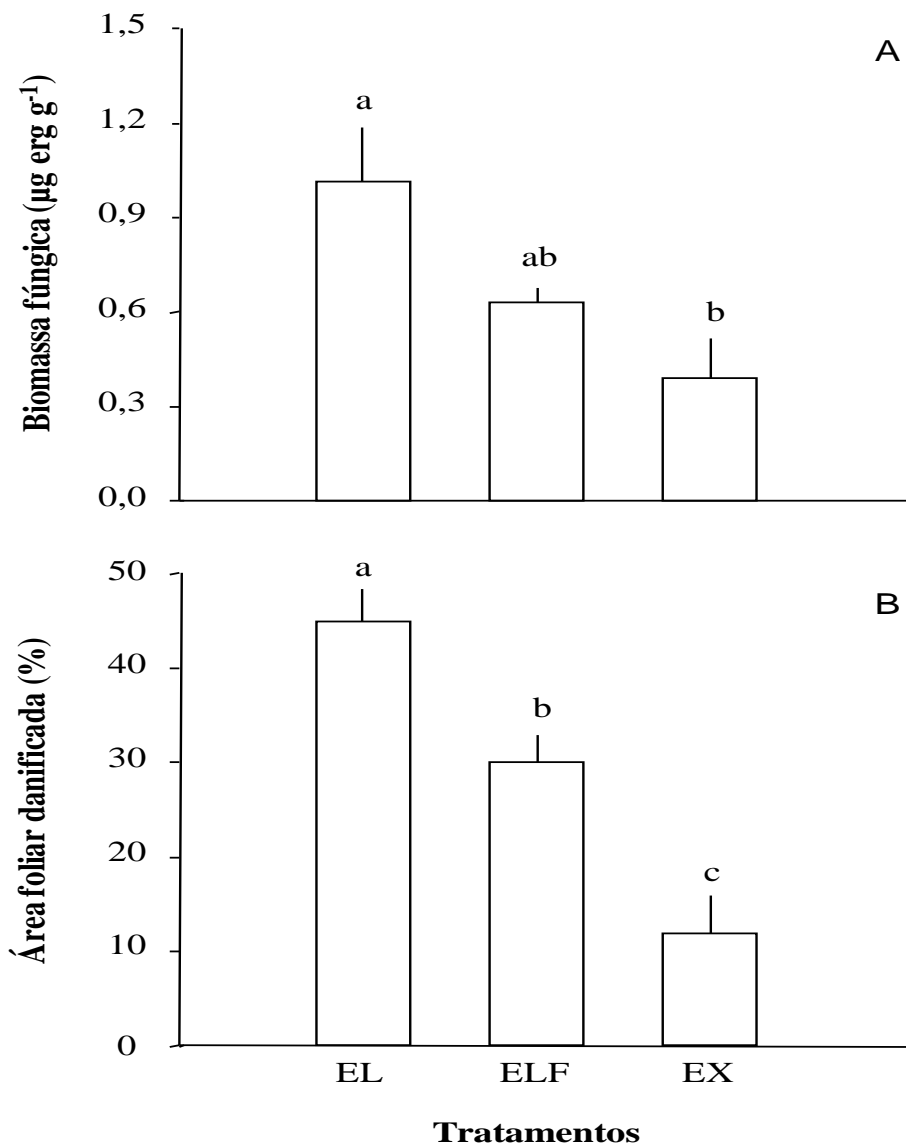 A
Biomassa fúngica (µg erg g-1)
1,5
1,2
0,9
0,6
0,3
0,0
a
ab
b
B
Área foliar danificada (%)
50
40
30
20
10
0
a
b
c
EL ELF EX
Tratamentos